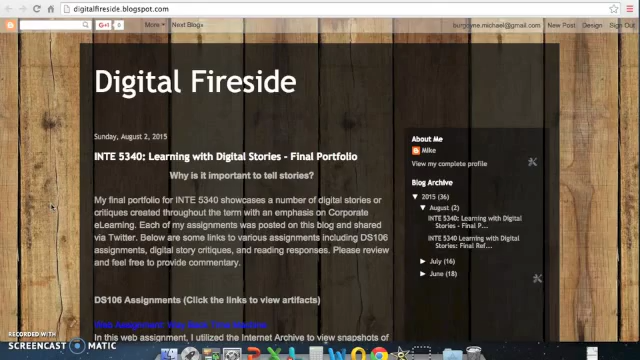 digitalfireside.blogspot.com
G+1 0 More Next Blog» burgoyne.michael@gmail.com New Post Design Sign Out
Digital Fireside
Sunday, August 2, 2015
INTE 5340: Learning with Digital Stories - Final Portfolio
Why is it important to tell stories?
My final portfolio for INTE 5340 showcases a number of digital stories or
critiques created throughout the term with an emphasis on Corporate
eLearning. Each of my assignments was posted on this blog and shared
via Twitter. Below are some links to various assignments including DS106
assignments, digital story critiques, and reading responses. Please review
and feel free to provide commentary.
DS106 Assignments (Click the links to view artifacts)
In this web assignment, I utilized the Internet Archive to view snapshots of
About Me
Mike
View my complete profile
Blog Archive
▼ 2015 (36)
▼ August (2)
INTE 5340: Learning with Digital
Stories - Final P...
INTE 5340: Learning with Digital
Stories: Final Ref...
► July (16)
► June (18)
RECORDED WITH
SCREENCAST MATIC